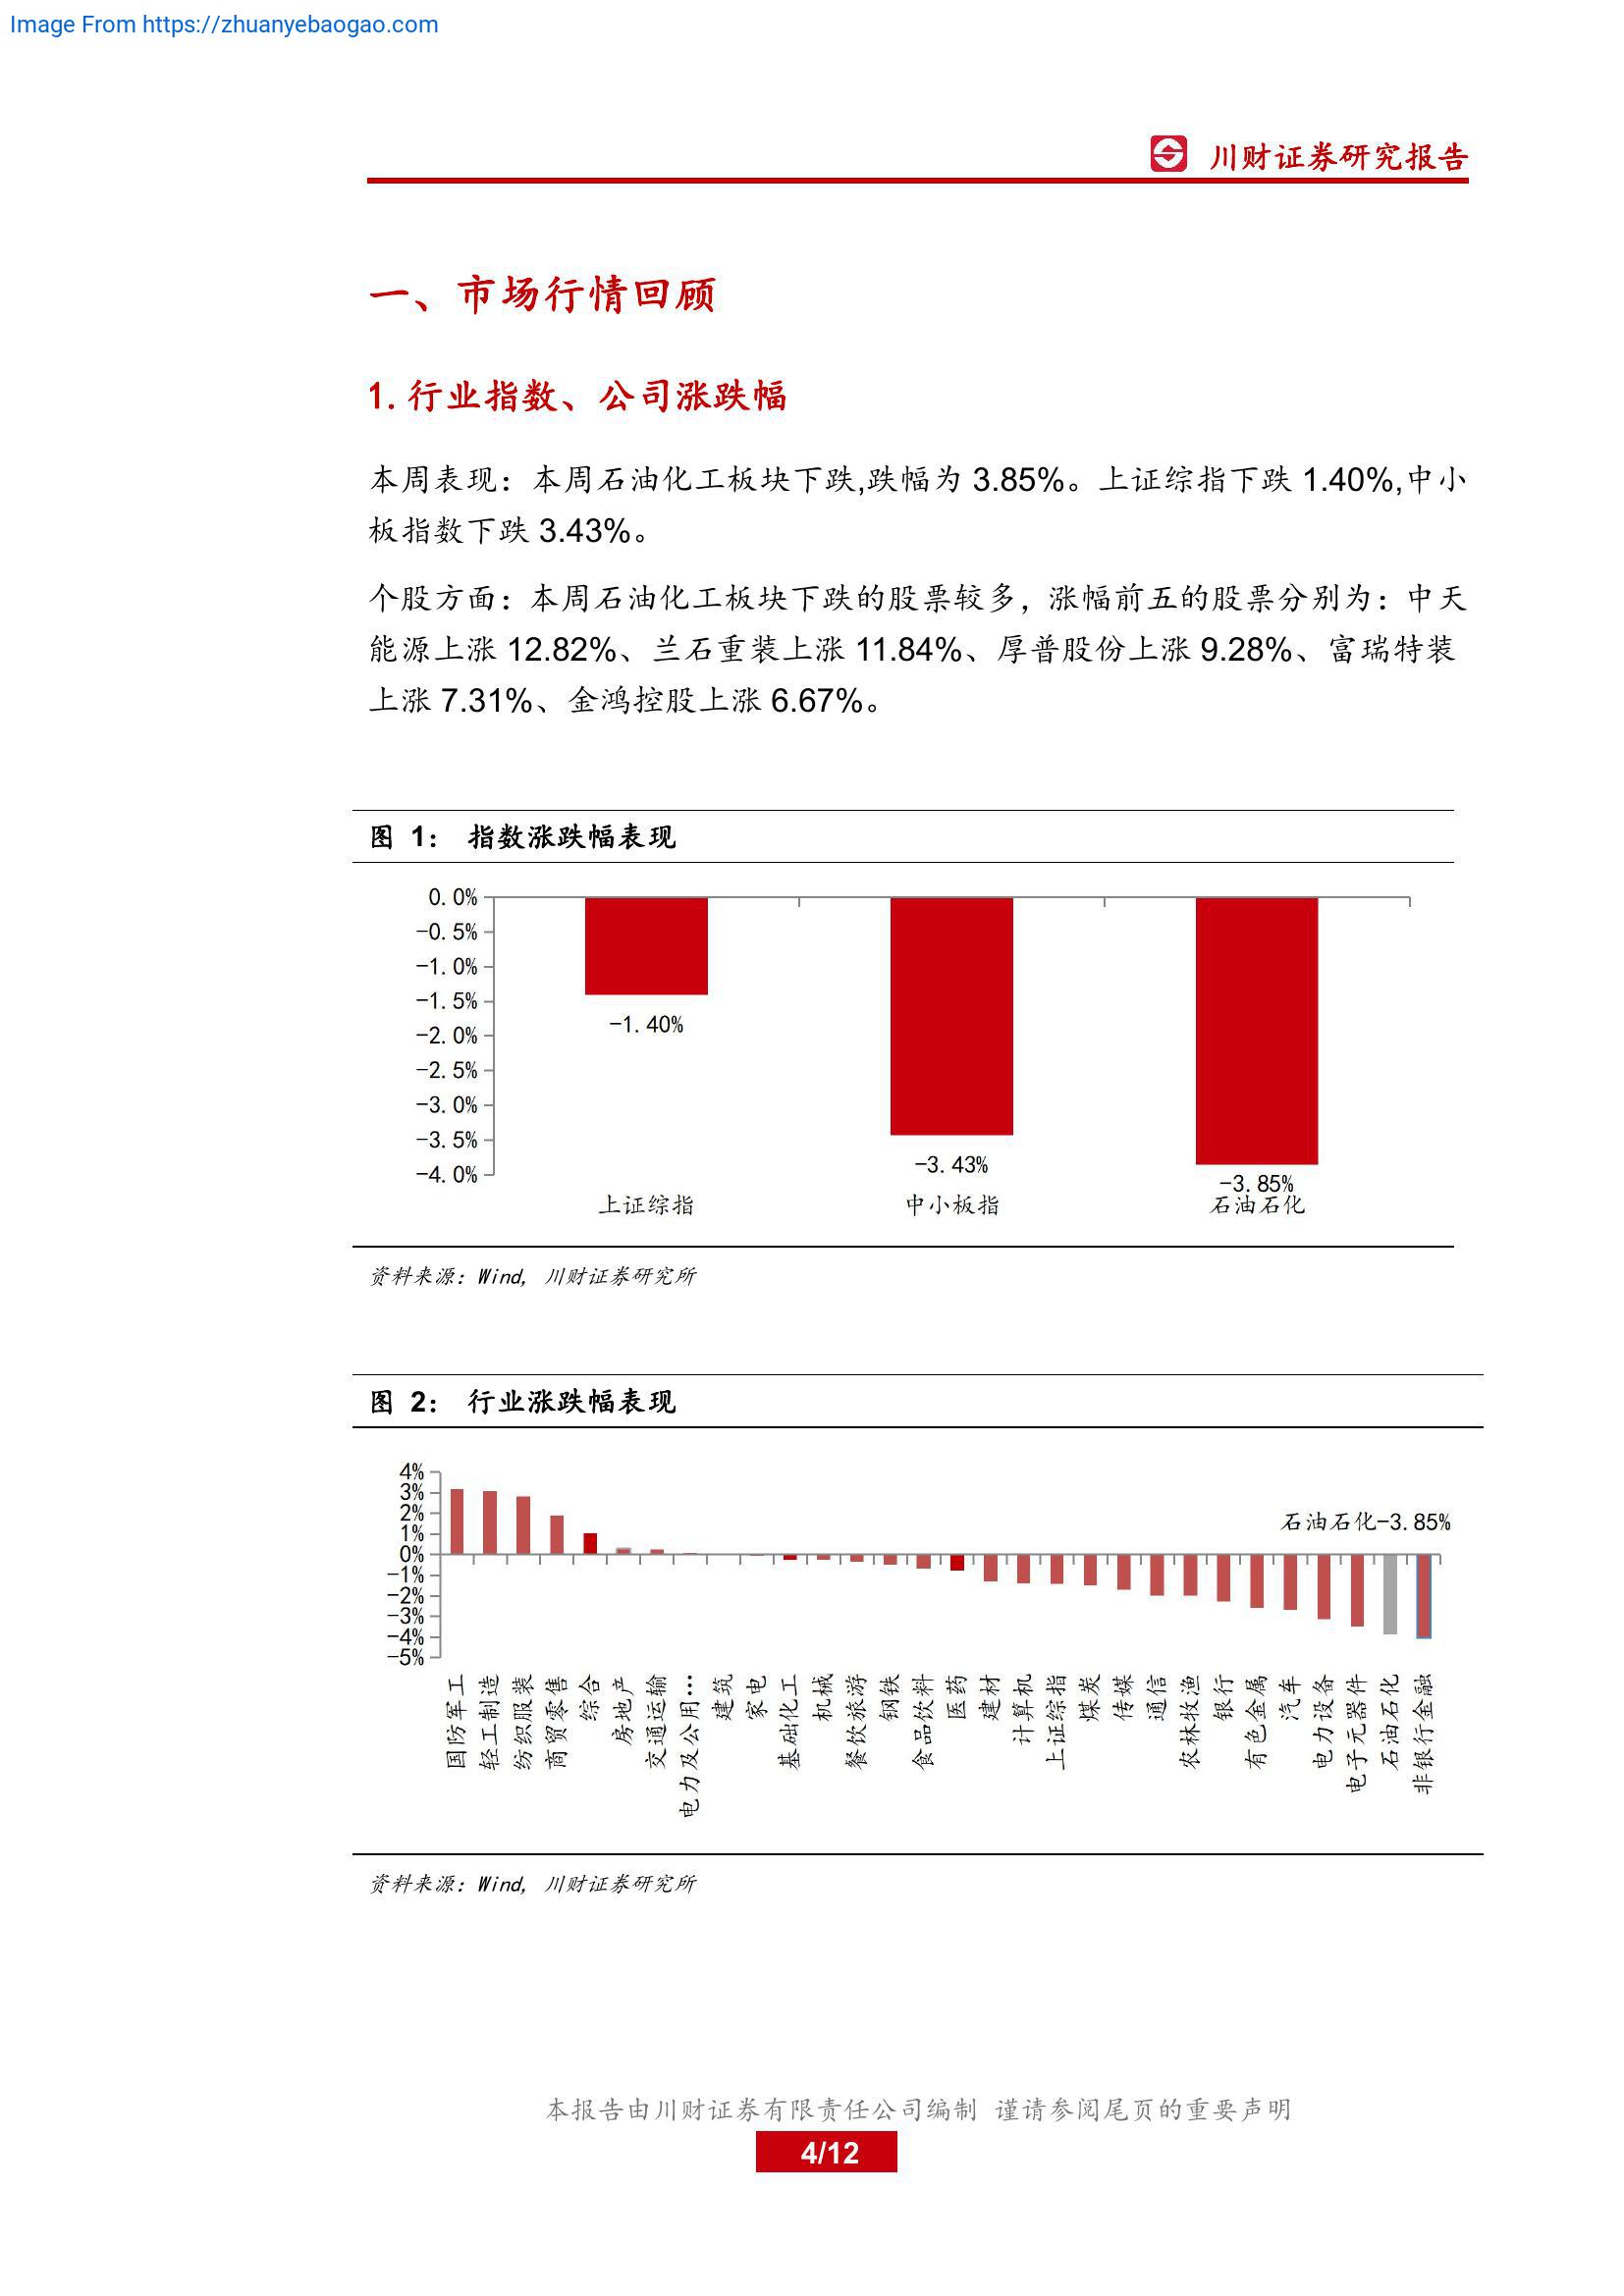 Image From https://zhuanyebaogao.com
川财证券研究报告
一、市场行情回顾
1.行业指数、公司涨跌幅
本周表现：本周石油化工板块下跌,跌幅为 3.85%。上证综指下跌 1.40%,中小
板指数下跌 3.43%。
个股方面：本周石油化工板块下跌的股票较多，涨幅前五的股票分别为：中天
能源上涨 12.82%、兰石重装上涨 11.84%、厚普股份上涨 9.28%、富瑞特装
上涨 7.31%、金鸿控股上涨 6.67%。
图 1： 指数涨跌幅表现
0.0%
-0.5%
-1.0%
-1.5%
-2.0%
-2.5%
-3.0%
-3.5%
-4.0%
-1.40%
-3.43%
-3.85%
上证综指
中小板指
石油石化
资料来源：Wind, 川财证券研究所
图 2： 行业涨跌幅表现
4%
3%
2%
1%
0%
-1%
-2%
-3%
-4%
-5%
石油石化-3.85%
国防军工
轻工制造
纺织服装
商贸零售
综合
房地产
交通运输
电力及公用…
建筑
家电
基础化工
机械
餐饮旅游
钢铁
食品饮料
医药
建材
计算机
上证综指
煤炭
传媒
通信
农林牧渔
银行
有色金属
汽车
电力设备
电子元器件
石油石化
非银行金融
资料来源：Wind, 川财证券研究所
本报告由川财证券有限责任公司编制 谨请参阅尾页的重要声明
4/12